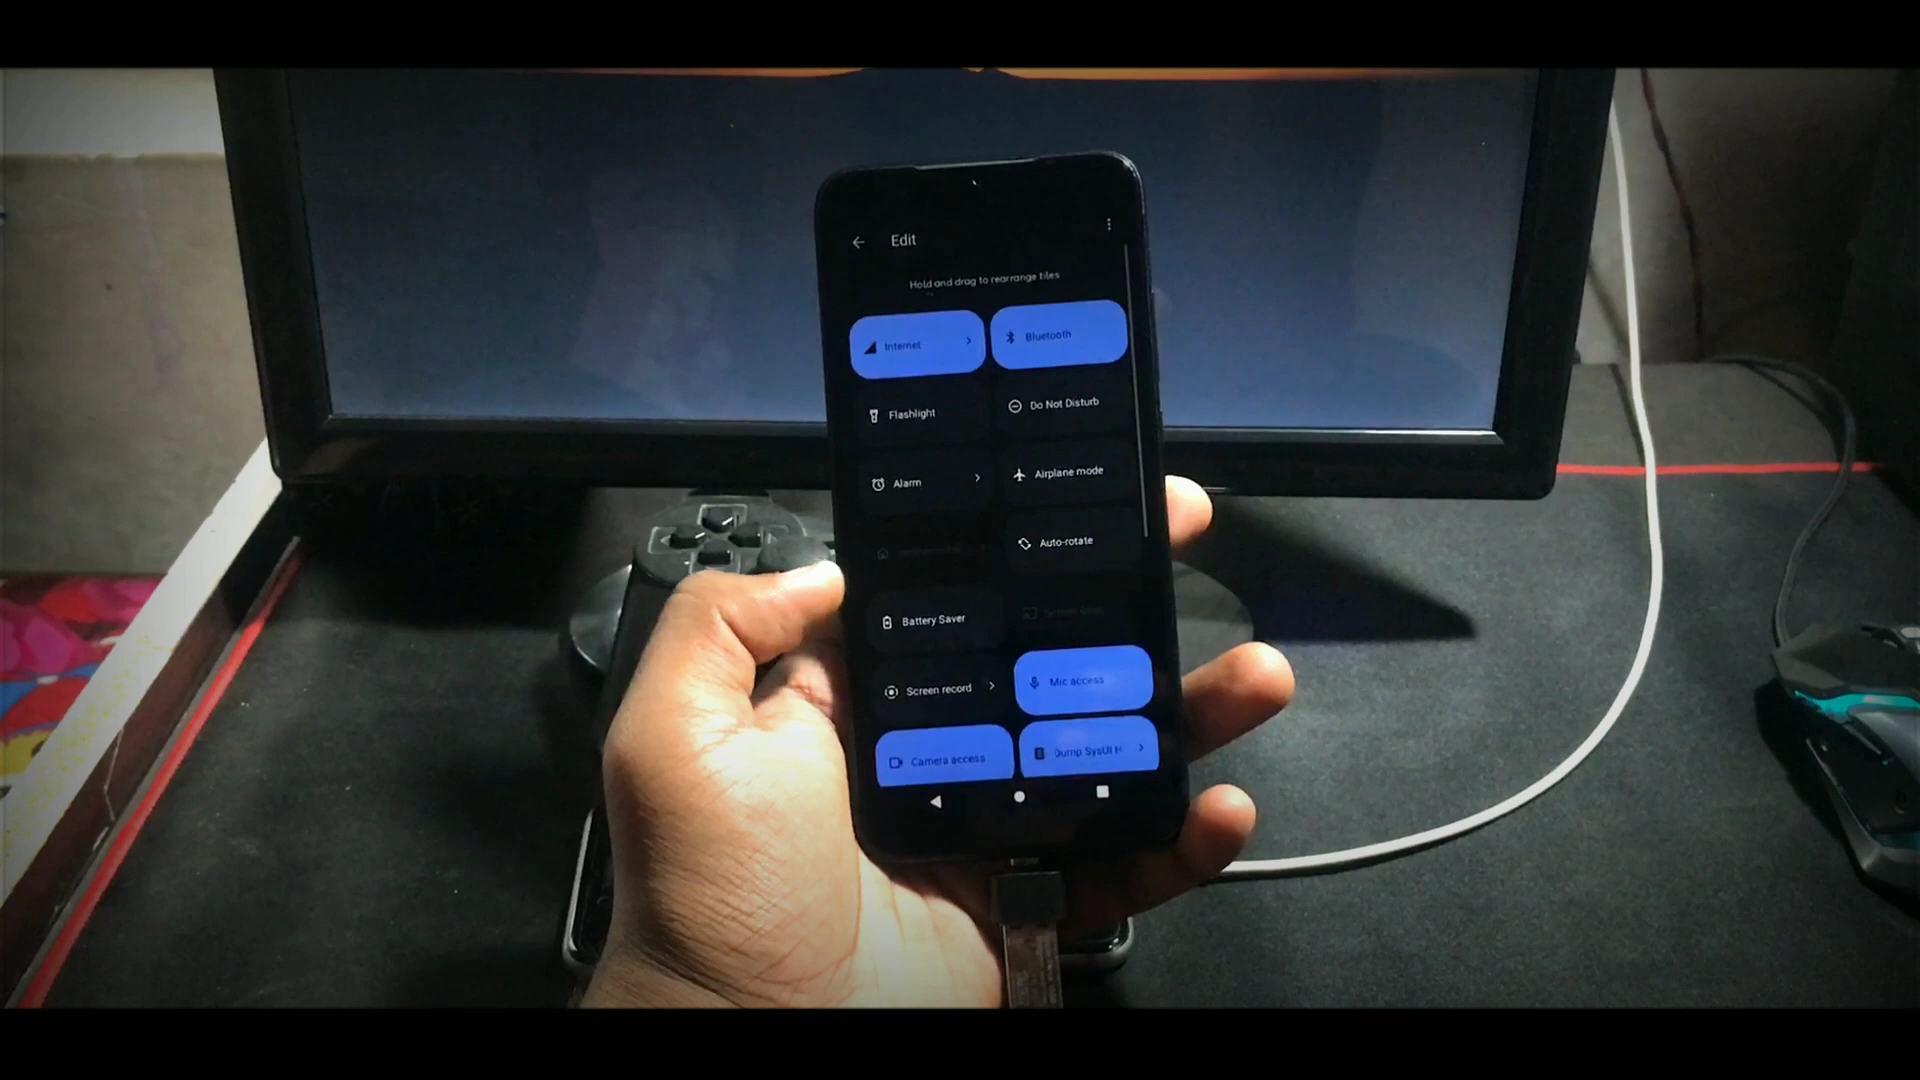 Edit
Hold and drag to rearrange tiles
Internet
Bluetooth
Flashlight
Do Not Disturb
Alarm
Airplane mode
Auto-rotate
Battery Saver
Screen record
Mic access
Camera access
Dump SysUI H